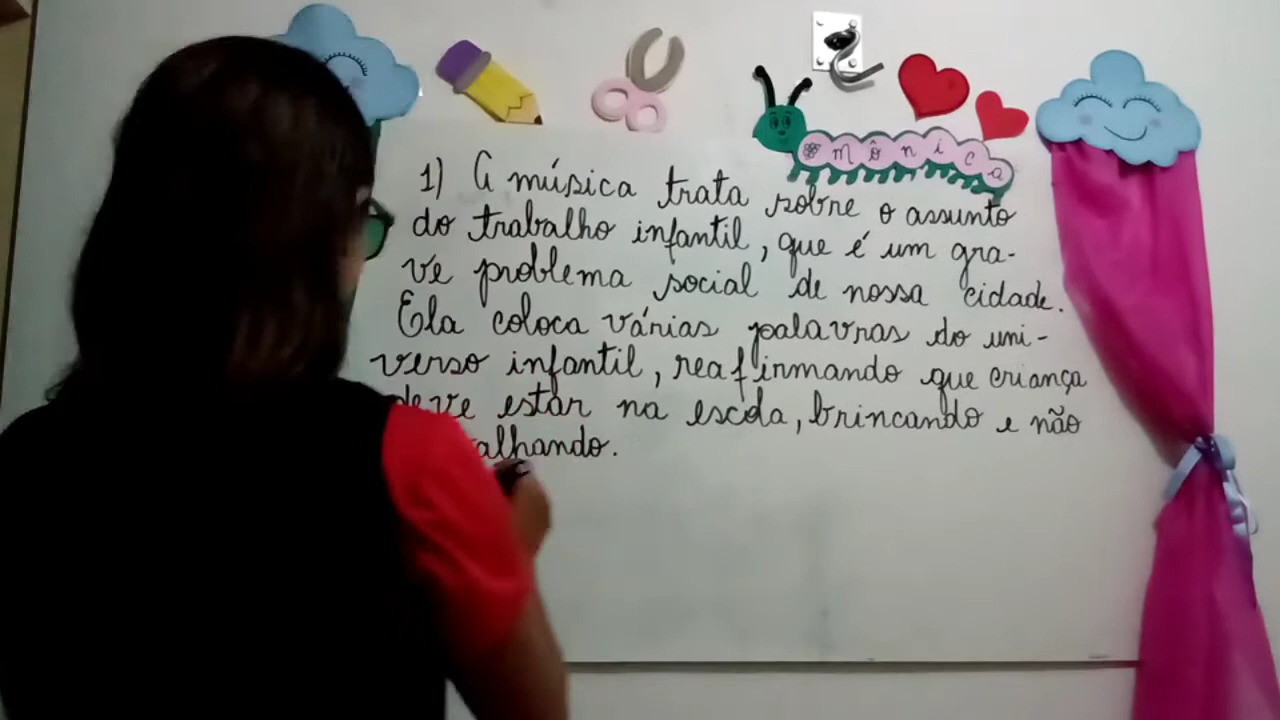 mônica
1) A música trata sobre o assunto
do trabalho infantil, que é um gra-
ve problema social de nossa cidade.
Ela coloca várias palavras do uni-
verso infantil, reafirmando que criança
deve estar na escola, brincando e não
alhando.